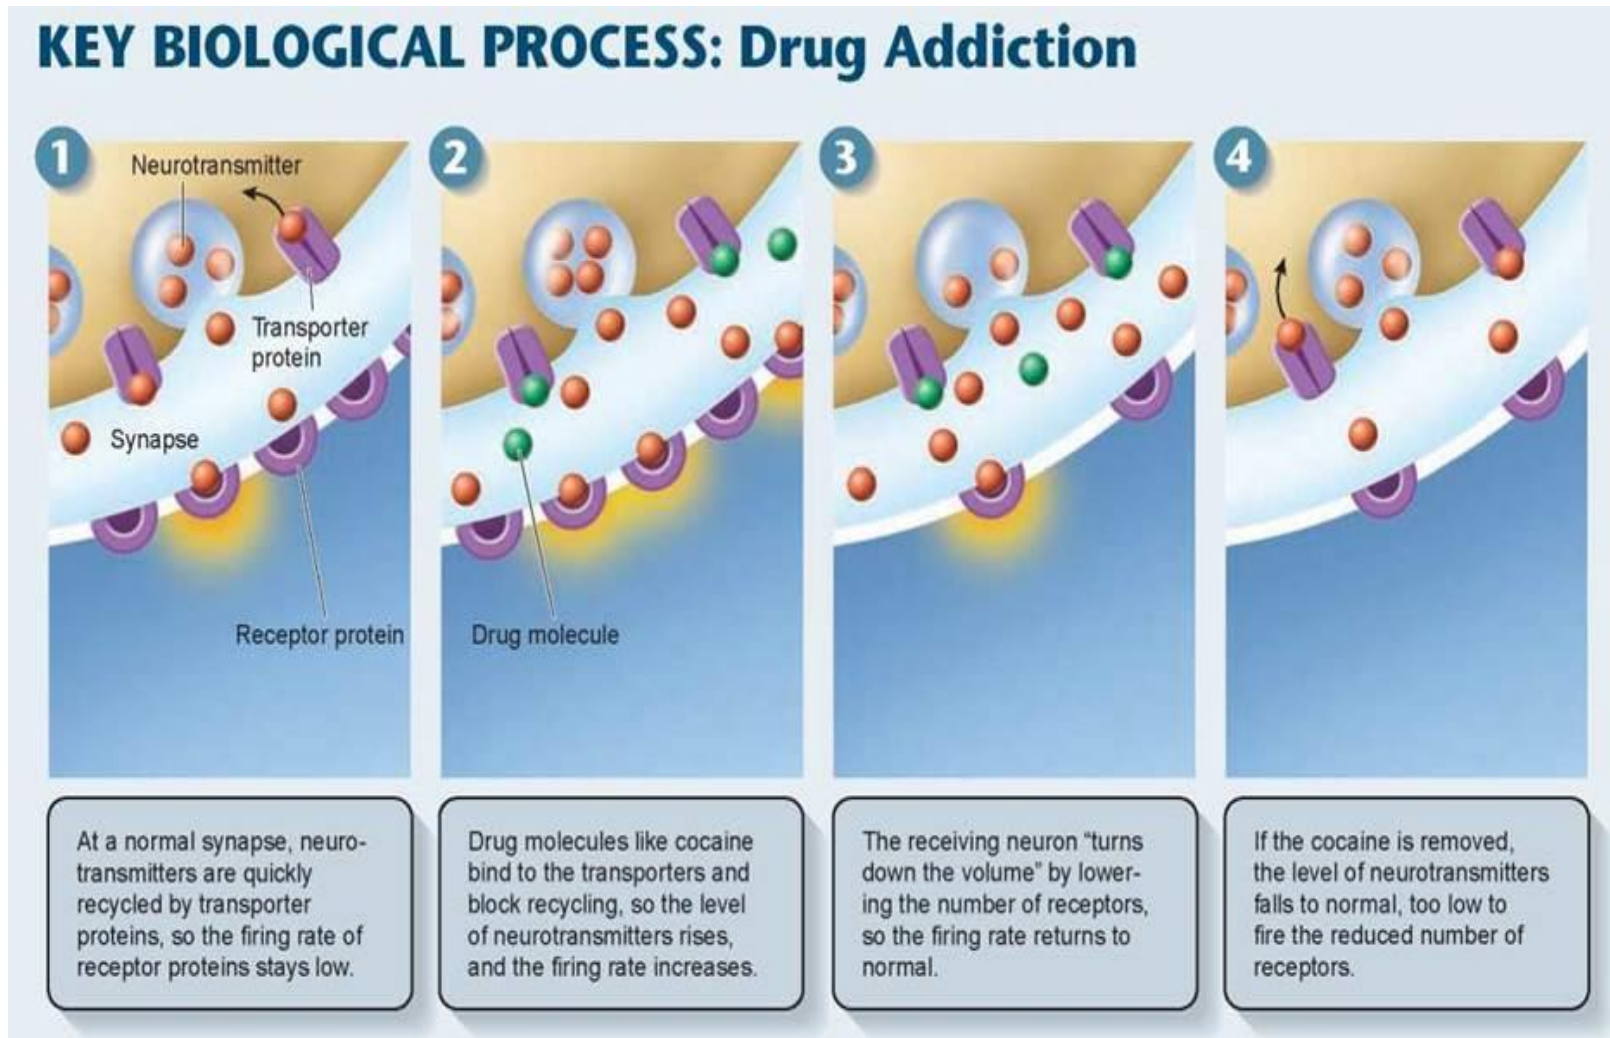 KEY BIOLOGICAL PROCESS: Drug Addiction
1
Neurotransmitter
Transporter
protein
Synapse
Receptor protein
2
Drug molecule
3
4
At a normal synapse, neuro-
transmitters are quickly
recycled by transporter
proteins, so the firing rate of
receptor proteins stays low.
Drug molecules like cocaine
bind to the transporters and
block recycling, so the level
of neurotransmitters rises,
and the firing rate increases.
The receiving neuron “turns
down the volume” by lower-
ing the number of receptors,
so the firing rate returns to
normal.
If the cocaine is removed,
the level of neurotransmitters
falls to normal, too low to
fire the reduced number of
receptors.